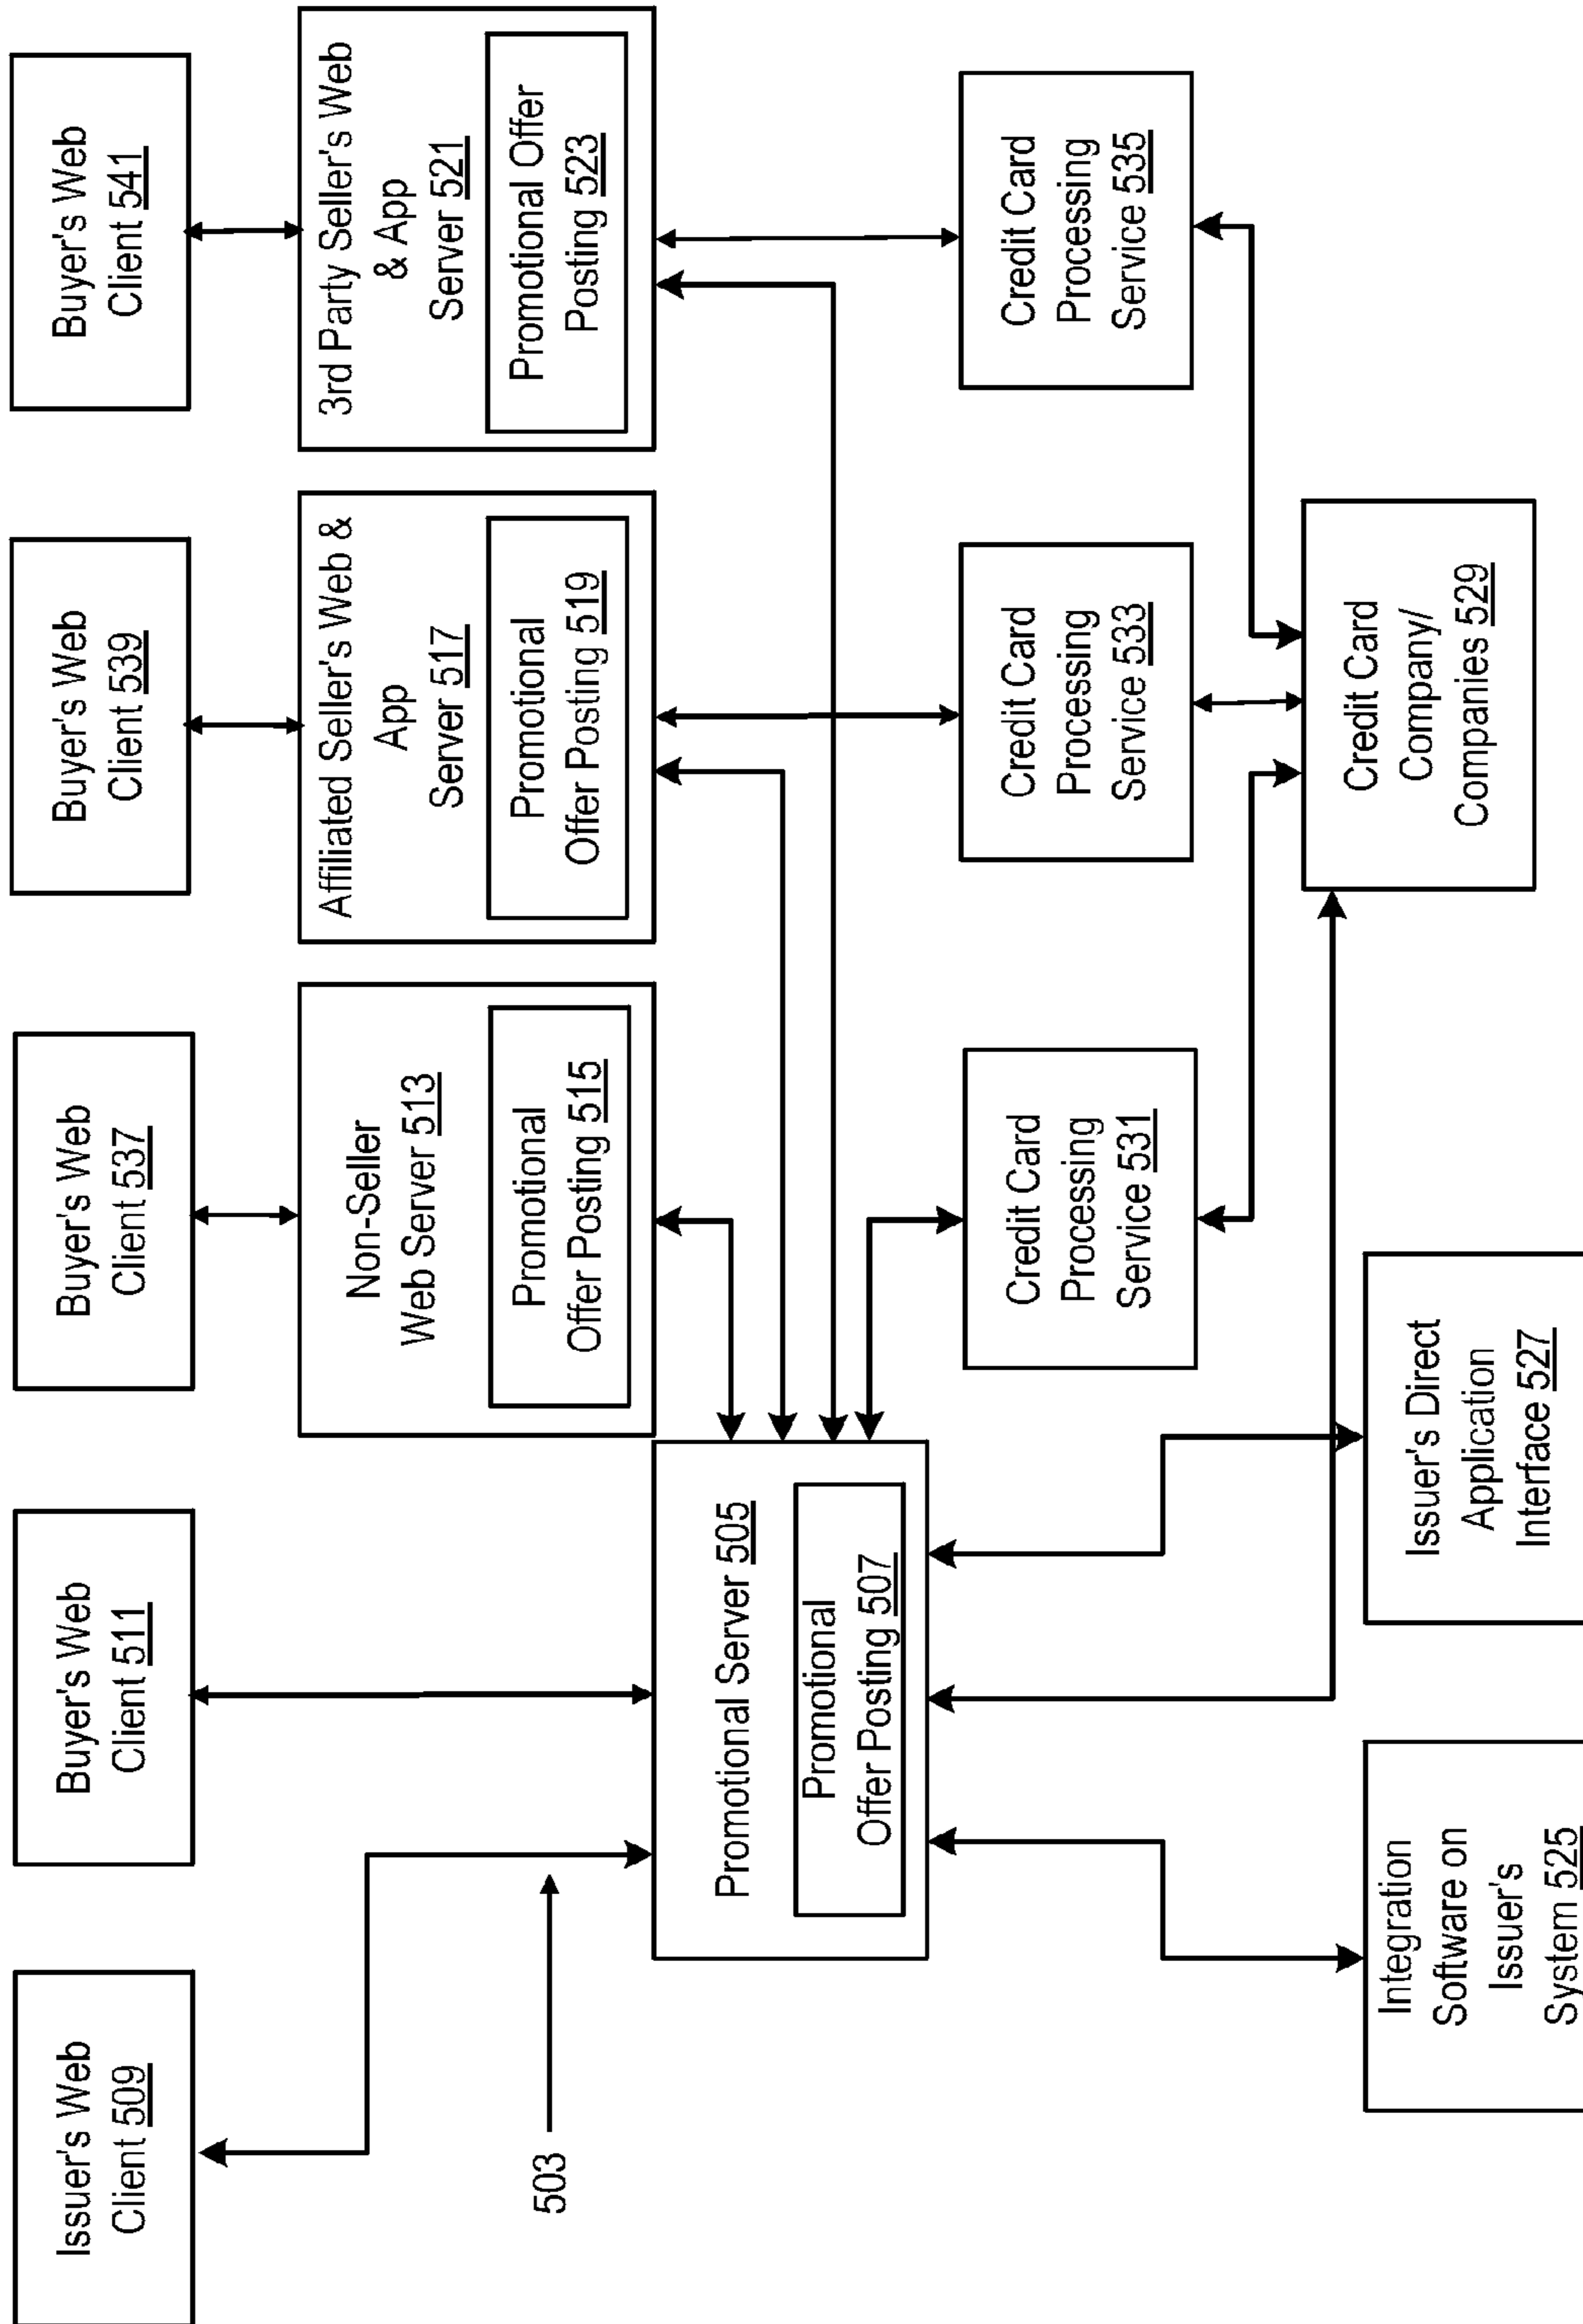 Issuer's Web
Client 509
Buyer's Web
Client 511
Buyer's Web
Client 537
Buyer's Web
Client 539
Buyer's Web
Client 541
Non-Seller
Web Server 513
Promotional
Offer Posting 515
Affiliated Seller's Web &
App
Server 517
Promotional
Offer Posting 519
3rd Party Seller's Web
& App
Server 521
Promotional Offer
Posting 523
503
Promotional Server 505
Promotional
Offer Posting 507
Credit Card
Processing
Service 531
Credit Card
Processing
Service 533
Credit Card
Processing
Service 535
Integration
Software on
Issuer's
System 525
Issuer's Direct
Application
Interface 527
Credit Card
Company/
Companies 529